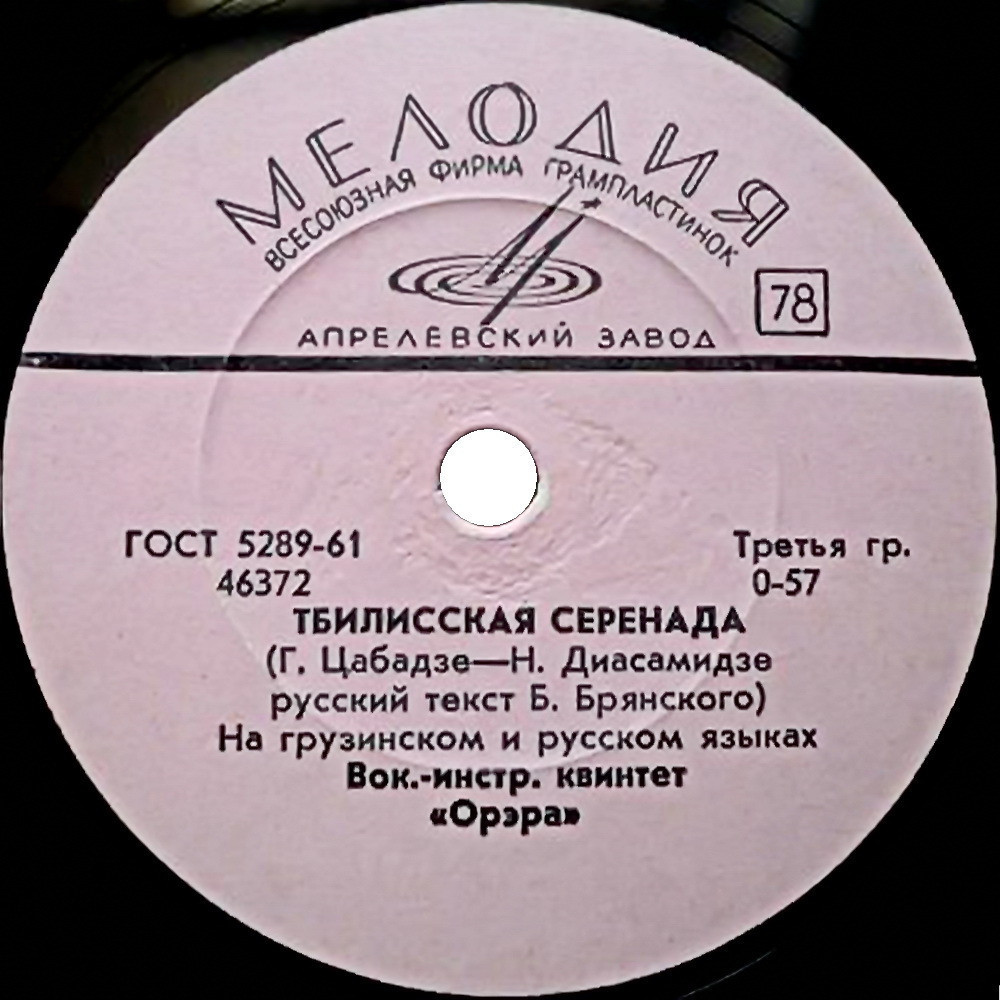 МЕЛОДИЯ
ВСЕСОЮЗНАЯ ФИРМА ГРАМПЛАСТИНОК
78
АПРЕЛЕВСКИЙ ЗАВОД
ГОСТ 5289-61 Третья гр.
46372 0-57
ТБИЛИССКАЯ СЕРЕНАДА
(Г. Цабадзе—Н. Диасамидзе
русский текст Б. Брянского)
На грузинском и русском языках
Вок.-инстр. квинтет
«Орэра»